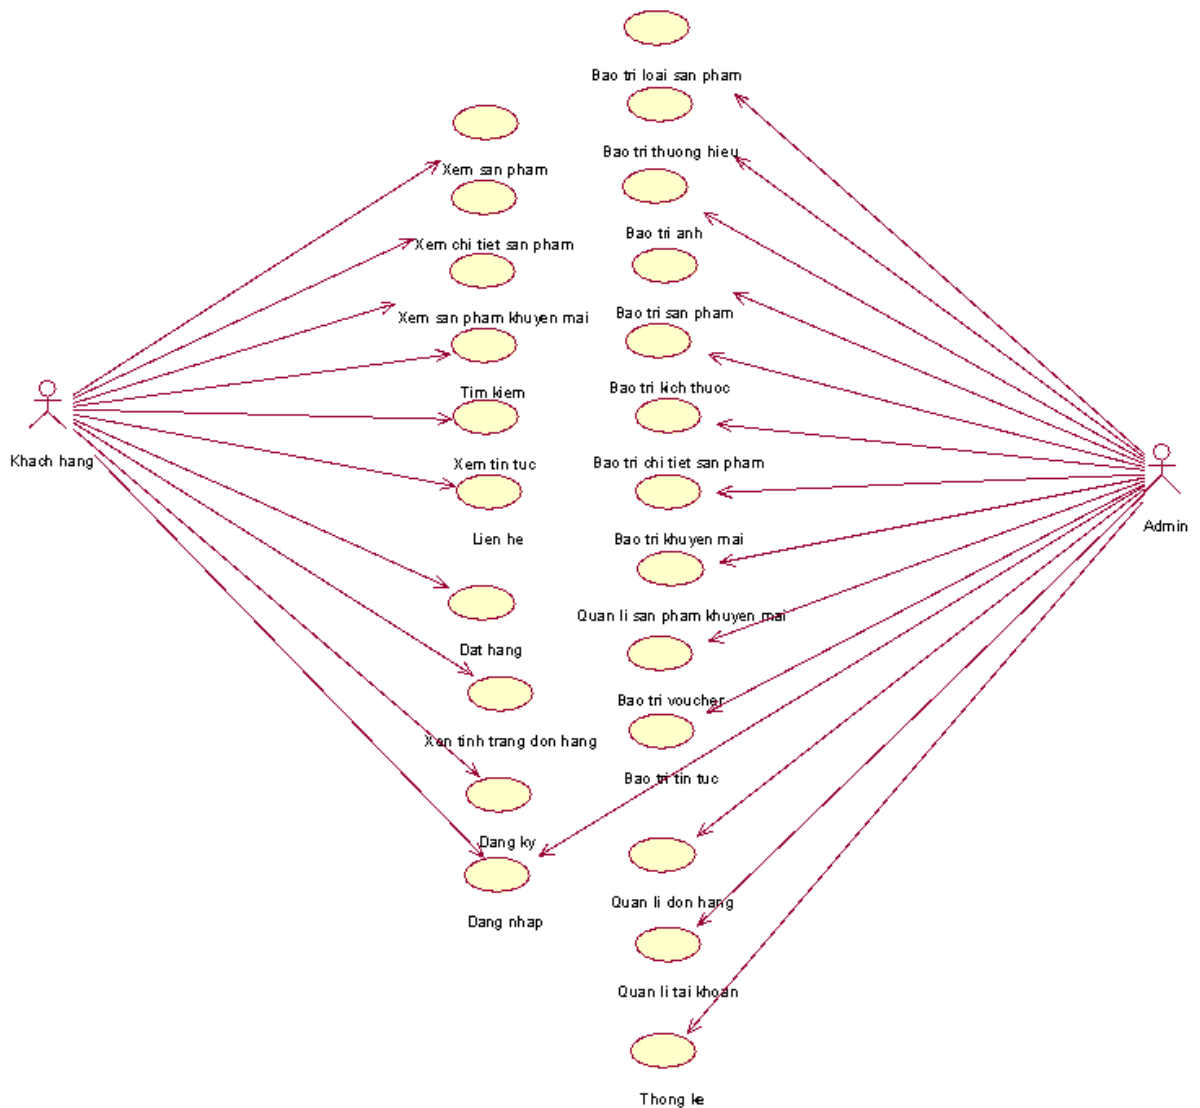 Bao tri loai san pham
Bao tri thuong hieu
Xem san pham
Bao tri anh
Xem chi tiet san pham
Bao tri san pham
Xem san pham khuyen mai
Bao tri kich thuoc
Tim kiem
Khach hang
Xem tin tuc
Bao tri chi tiet san pham
Admin
Lien he
Bao tri khuyen mai
Quan li san pham khuyen mai
Dat hang
Bao tri voucher
Xen tinh trang don hang
Bao tri tin tuc
Dang ky
Quan li don hang
Dang nhap
Quan li tai khoan
Thong ke